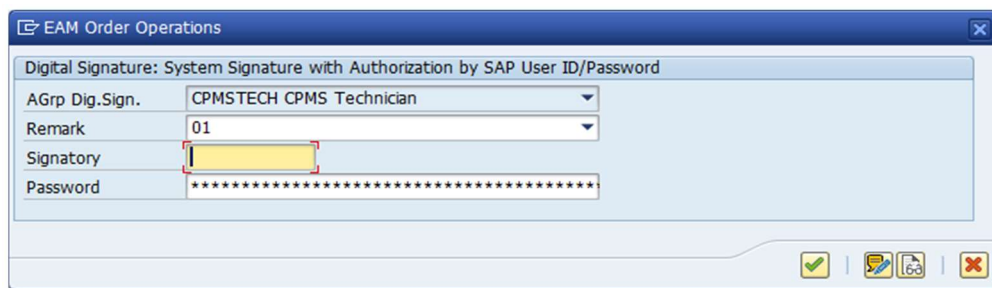 EAM Order Operations
Digital Signature: System Signature with Authorization by SAP User ID/Password
AGrp Dig.Sign. CPMSTECH CPMS Technician
Remark 01
Signatory
Password ******************************************